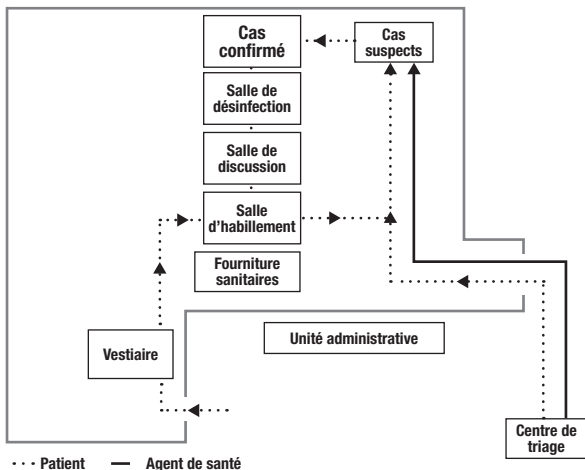 Cas
confirmé
Cas
suspects
Salle de
désinfection
Salle de
discussion
Salle
d'habillement
Fourniture
sanitaires
Unité administrative
Vestiaire
Centre de
triage
Patient
Agent de santé